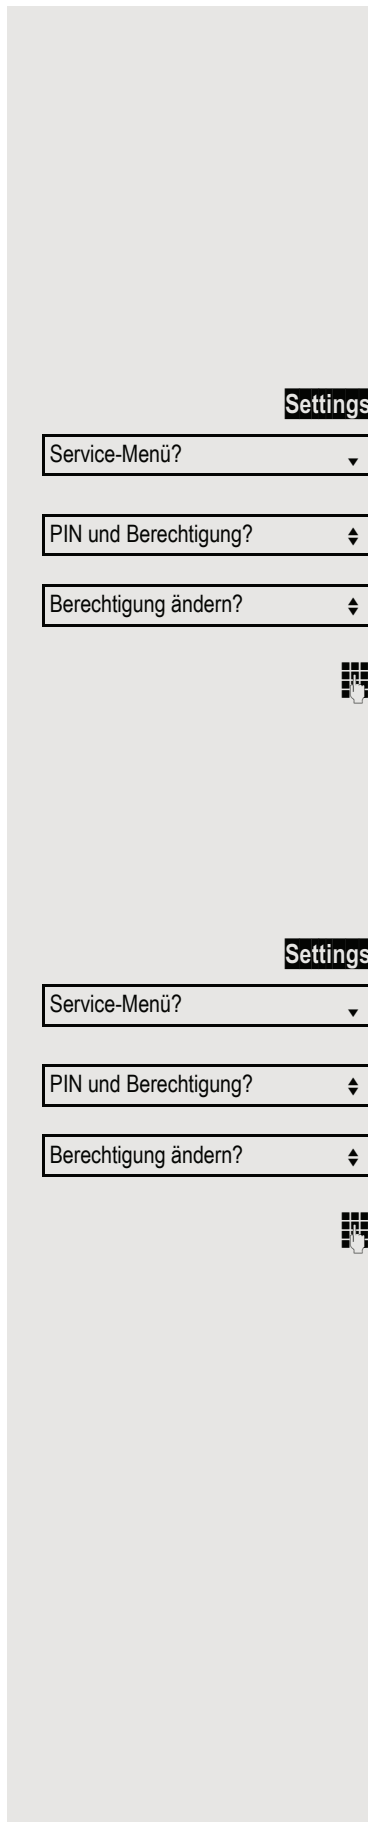 Settings
Service-Menü?
PIN und Berechtigung?
Berechtigung ändern?
Settings
Service-Menü?
PIN und Berechtigung?
Berechtigung ändern?